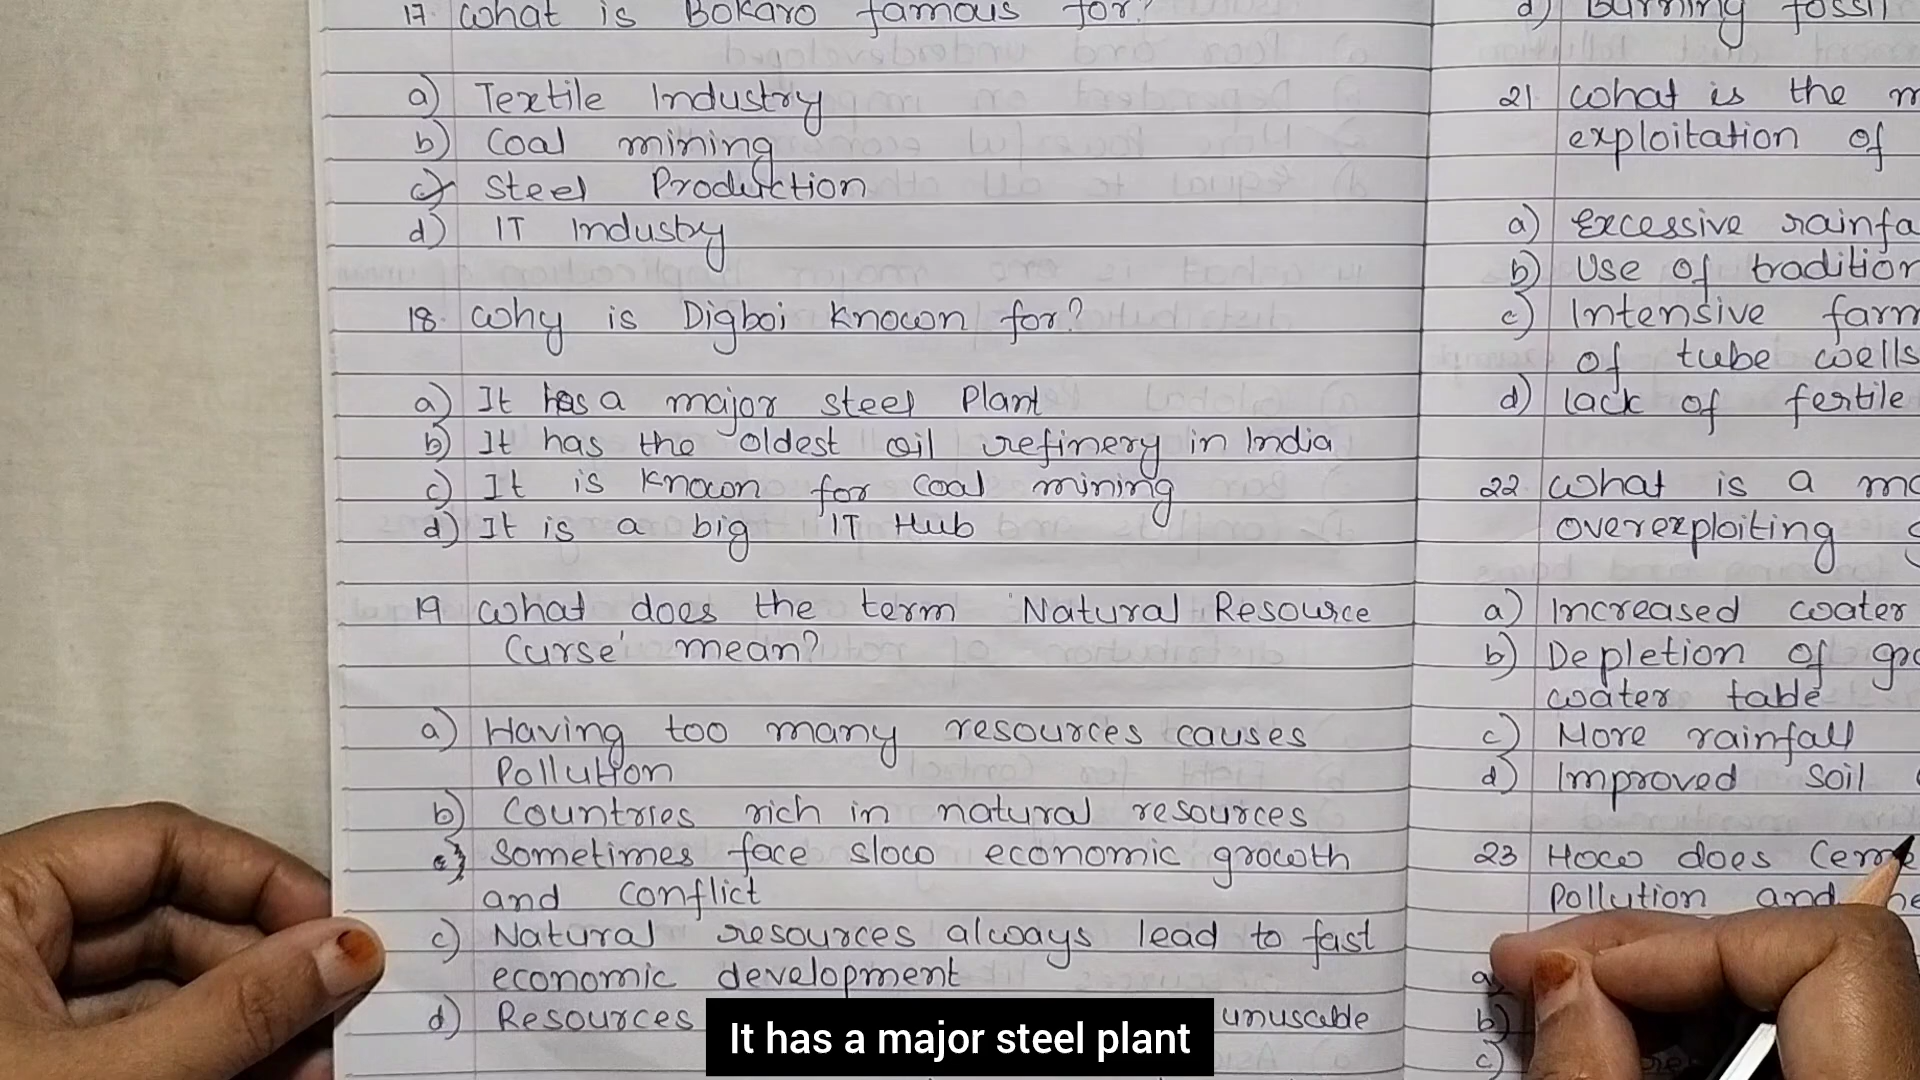 17. What is Bokaro famous for?
a) Textile Industry
b) Coal mining
c) Steel Production
d) IT Industry
18. Why is Digboi Known for?
a) It has a major steel Plant
b) It has the oldest oil refinery in India
c) It is Known for Coal mining
d) It is a big IT Hub
19 What does the term 'Natural Resource
Curse' mean?
a) Having too many resources causes
Pollution
b) Countries rich in natural resources
Sometimes face slow economic growth
and Conflict
c) Natural resources always lead to fast
economic development
d) Resources unusable
d) Burning fossil
21. What is the
exploitation of
a) Excessive
b) Use of
c) Intensive
of tube wells
d) lack of fertile
22. What is a
overexploiting
a) Increased water
b) Depletion of
water table
c) More rainfall
d) Improved soil
23 How does
Pollution and
a)
b)
c)
It has a major steel plant